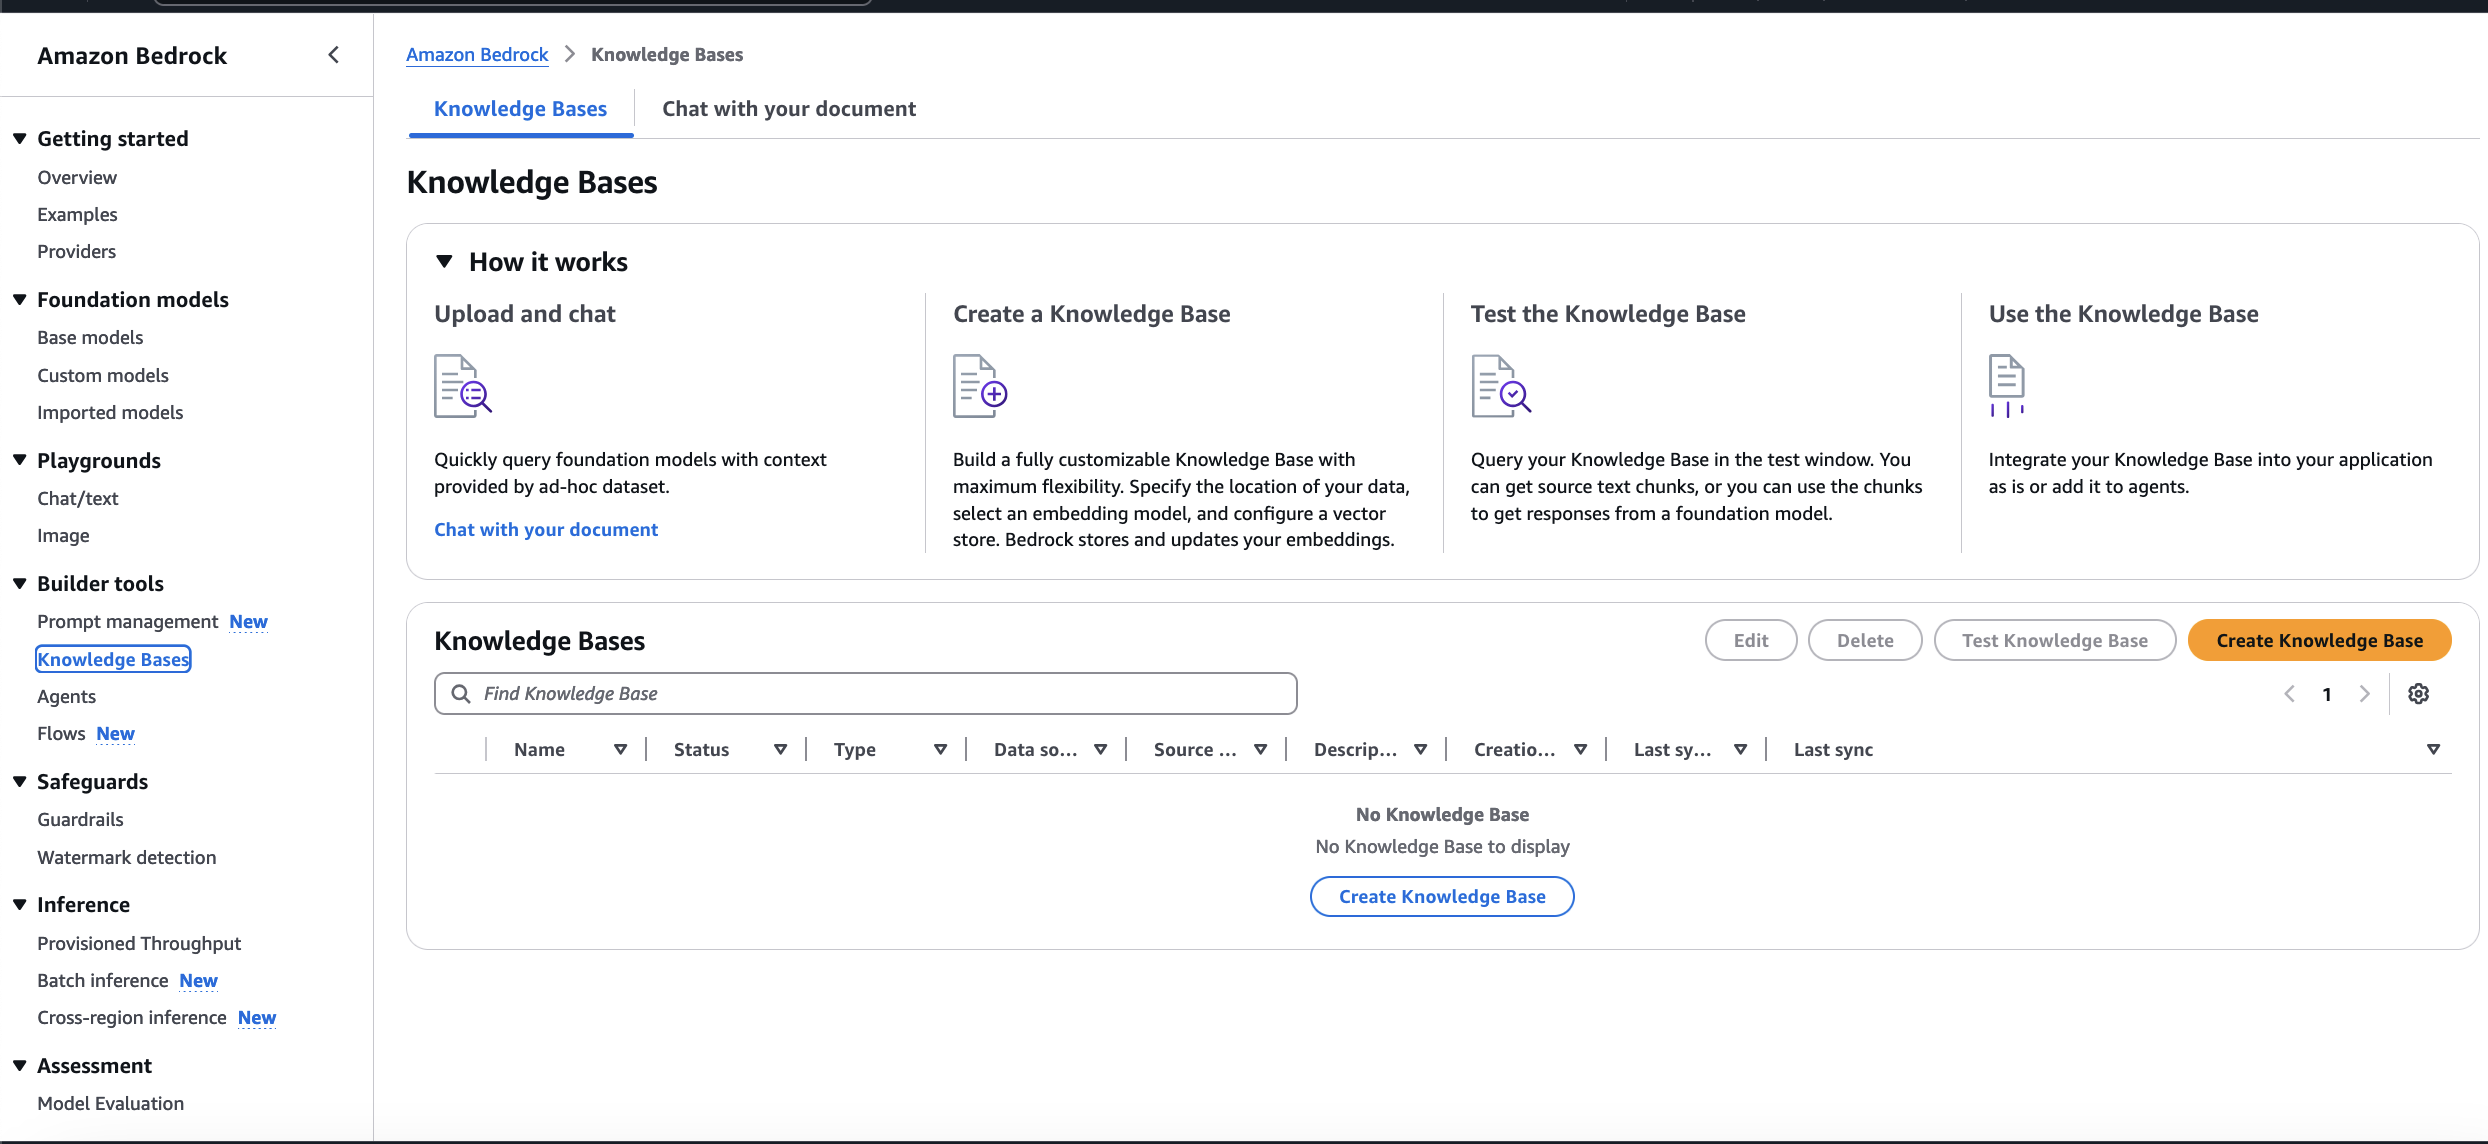 Amazon Bedrock
Getting started
Overview
Examples
Providers
Foundation models
Base models
Custom models
Imported models
Playgrounds
Chat/text
Image
Builder tools
Prompt management New
Knowledge Bases
Agents
Flows New
Safeguards
Guardrails
Watermark detection
Inference
Provisioned Throughput
Batch inference New
Cross-region inference New
Assessment
Model Evaluation
Amazon Bedrock > Knowledge Bases
Knowledge Bases
Chat with your document
Knowledge Bases
How it works
Upload and chat
Quickly query foundation models with context
provided by ad-hoc dataset.
Chat with your document
Create a Knowledge Base
Build a fully customizable Knowledge Base with
maximum flexibility. Specify the location of your data,
select an embedding model, and configure a vector
store. Bedrock stores and updates your embeddings.
Test the Knowledge Base
Query your Knowledge Base in the test window. You
can get source text chunks, or you can use the chunks
to get responses from a foundation model.
Use the Knowledge Base
Integrate your Knowledge Base into your application
as is or add it to agents.
Knowledge Bases
Edit
Delete
Test Knowledge Base
Create Knowledge Base
Find Knowledge Base
1
Name Status Type Data so... Source ... Descrip... Creatio... Last sy... Last sync
No Knowledge Base
No Knowledge Base to display
Create Knowledge Base